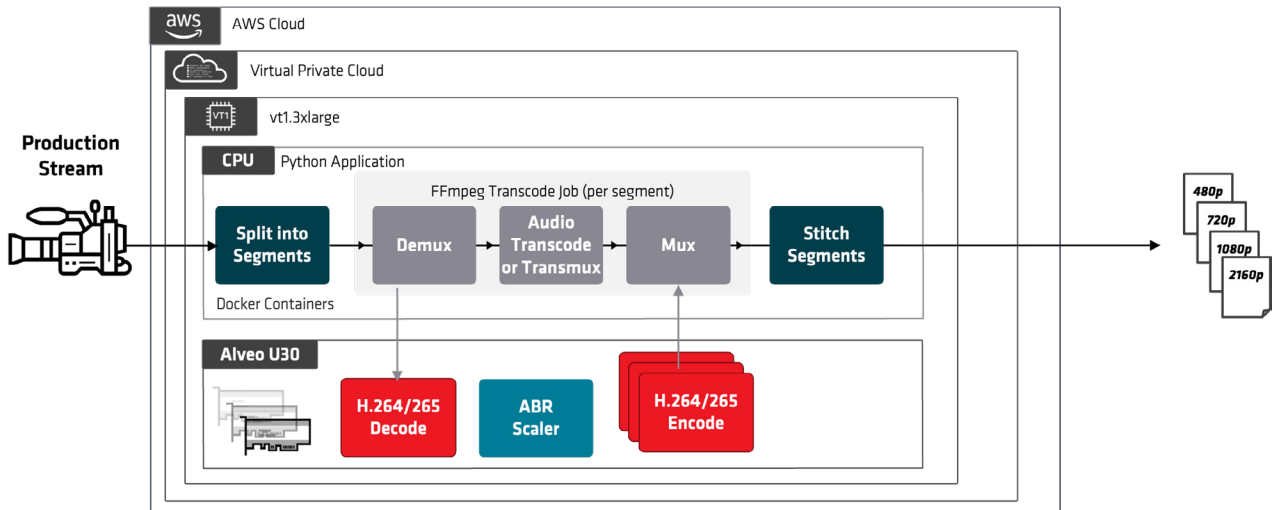 aws
AWS Cloud
Virtual Private Cloud
VT1
vt1.3xlarge
Production
Stream
CPU
Python Application
FFmpeg Transcode Job (per segment)
Split into
Segments
Demux
Audio
Transcode
or Transmux
Mux
Stitch
Segments
Docker Containers
480p
720p
1080p
2160p
Alveo U30
H.264/265
Decode
ABR
Scaler
H.264/265
Encode